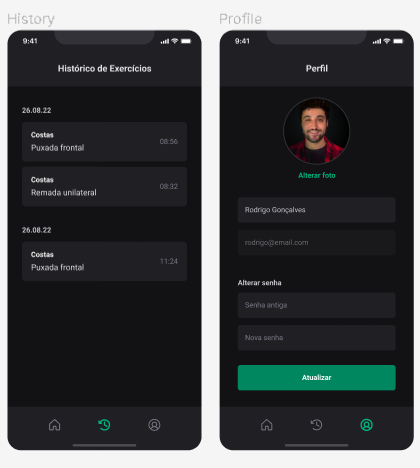 History
9:41
Histórico de Exercícios
26.08.22
Costas
Puxada frontal
08:56
Costas
Remada unilateral
08:32
26.08.22
Costas
Puxada frontal
11:24
Profile
9:41
Perfil
Alterar foto
Rodrigo Gonçalves
rodrigo@email.com
Alterar senha
Senha antiga
Nova senha
Atualizar